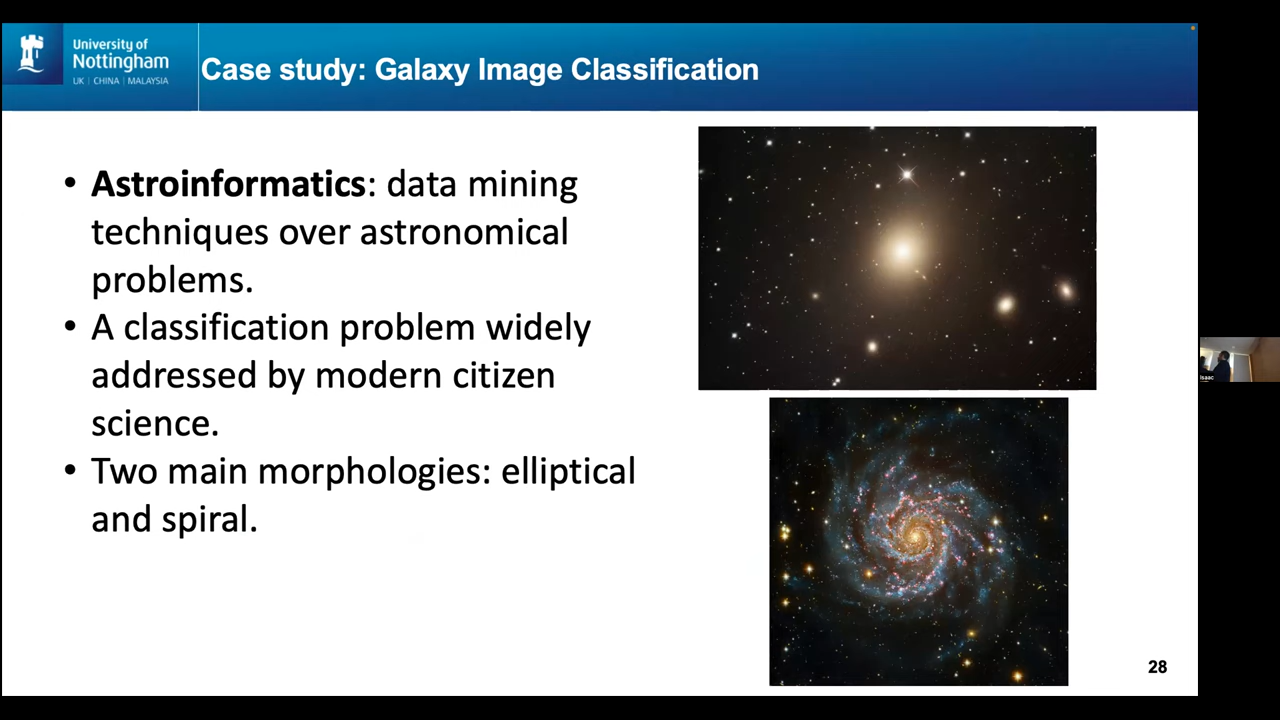 University of
Nottingham
UK | CHINA | MALAYSIA
Case study: Galaxy Image Classification
• Astroinformatics: data mining
techniques over astronomical
problems.
• A classification problem widely
addressed by modern citizen
science.
• Two main morphologies: elliptical
and spiral.
Isaac
28